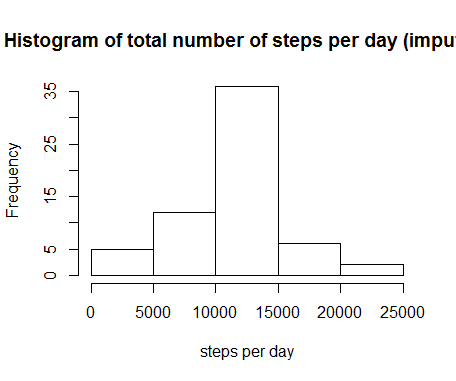 Histogram of total number of steps per day (impu
35
25
15
5
0
Frequency
0 5000 10000 15000 20000 25000
steps per day